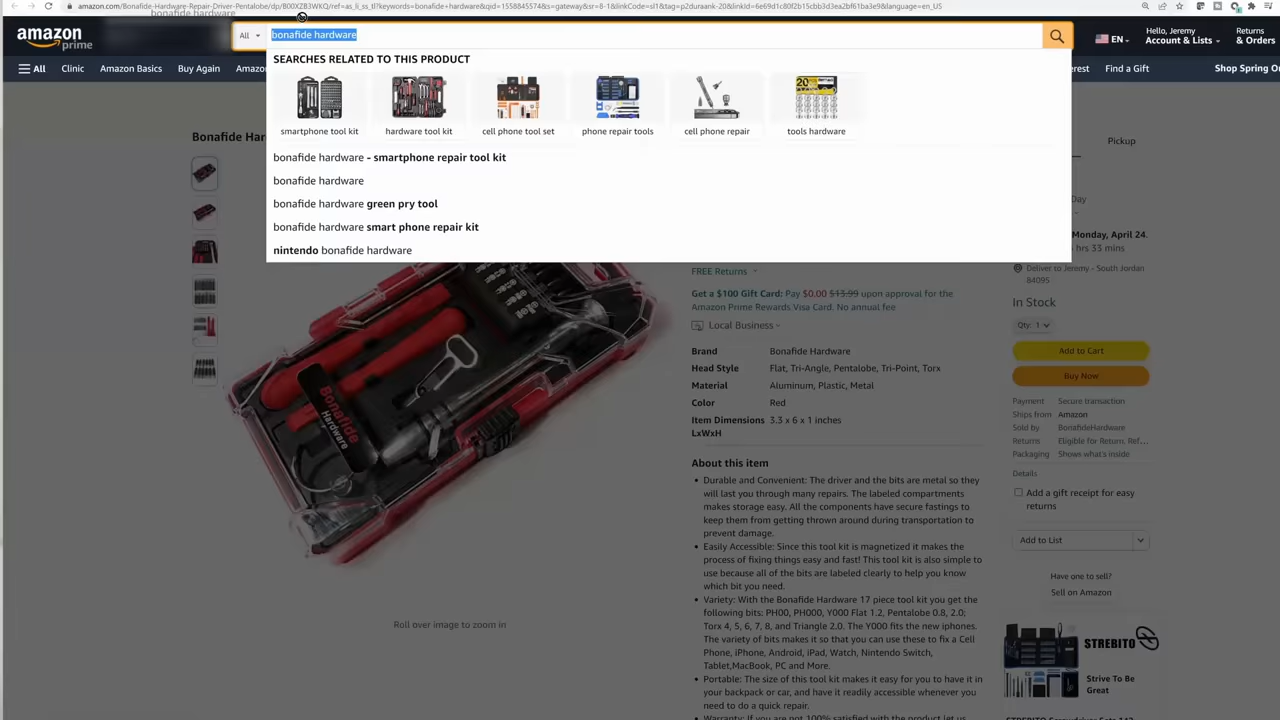 amazon.com/Bonafide-Hardware-Repair-Driver-Pentalobe/dp/B00XZB3WKQ/ref=as_li_ss_tl?keywords=bonafide+hardware&qid=1558845574&s=gateway&sr=8-1&linkCode=sl1&tag=p2duraank-20&linkId=6e69d1c80f2b15cbb3d3ea2bf61ba3e9&language=en_US
bonafide hardware
amazon
prime
All
bonafide hardware
EN
Hello, Jeremy
Account & Lists
Returns
& Orders
All
Clinic
Amazon Basics
Buy Again
Find a Gift
Shop Spring
SEARCHES RELATED TO THIS PRODUCT
smartphone tool kit
hardware tool kit
cell phone tool set
phone repair tools
cell phone repair
tools hardware
bonafide hardware - smartphone repair tool kit
bonafide hardware
bonafide hardware green pry tool
bonafide hardware smart phone repair kit
nintendo bonafide hardware
Bonafide
Hardware
Roll over image to zoom in
FREE Returns
Get a $100 Gift Card: Pay $0.00 $13.99 upon approval for the
Amazon Prime Rewards Visa Card. No annual fee
Local Business
Brand Bonafide Hardware
Head Style Flat, Tri-Angle, Pentalobe, Tri-Point, Torx
Material Aluminum, Plastic, Metal
Color Red
Item Dimensions 3.3 x 6 x 1 inches
LxWxH
About this item
Durable and Convenient: The driver and the bits are metal so they
will last you through many repairs. The labeled compartments
makes storage easy. All the components have secure fastings to
keep them from getting thrown around during transportation to
prevent damage.
Easily Accessible: Since this tool kit is magnetized it makes the
process of fixing things easy and fast! This tool kit is also simple to
use because all of the bits are labeled clearly to help you know
which bit you need.
Variety: With the Bonafide Hardware 17 piece tool kit you get the
following bits: PH00, PH000, Y000 Flat 1.2, Pentalobe 0.8, 2.0;
Torx 4, 5, 6, 7, 8, and Triangle 2.0. The Y000 fits the new iphones.
The variety of bits makes it so that you can use these to fix a Cell
Phone, iPhone, Android, iPad, Watch, Nintendo Switch,
Tablet,MacBook, PC and More.
Portable: The size of this tool kit makes it easy for you to have it in
your backpack or car, and have it readily accessible whenever you
need to do a quick repair.
Warranty: If you are not 100% satisfied with the product let us
Pickup
Day
Monday, April 24.
hrs 33 mins
Deliver to Jeremy - South Jordan
84095
In Stock
Qty: 1
Add to Cart
Buy Now
Payment Secure transaction
Ships from Amazon
Sold by BonafideHardware
Returns Eligible for Return, Ref...
Packaging Shows what's inside
Details
Add a gift receipt for easy
returns
Add to List
Have one to sell?
Sell on Amazon
STREBITO
Strive To Be
Great